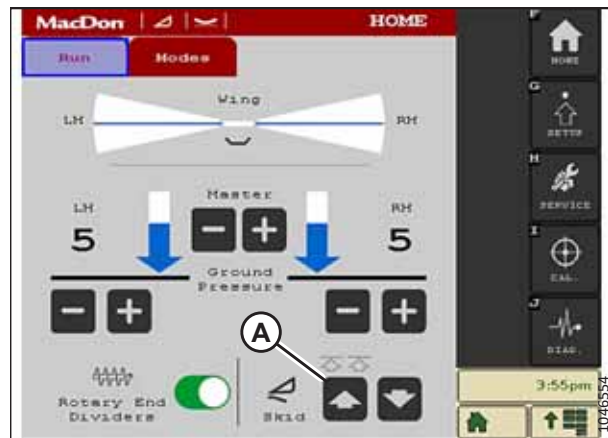 MacDon
HOME
Run
Modes
Wing
LH
RH
Master
LH
RH
5
5
Ground
Pressure
A
Rotary End
Dividers
Skid
F
HOME
G
SETUP
H
SERVICE
I
CAL.
J
DIAG.
3:55pm
1046554